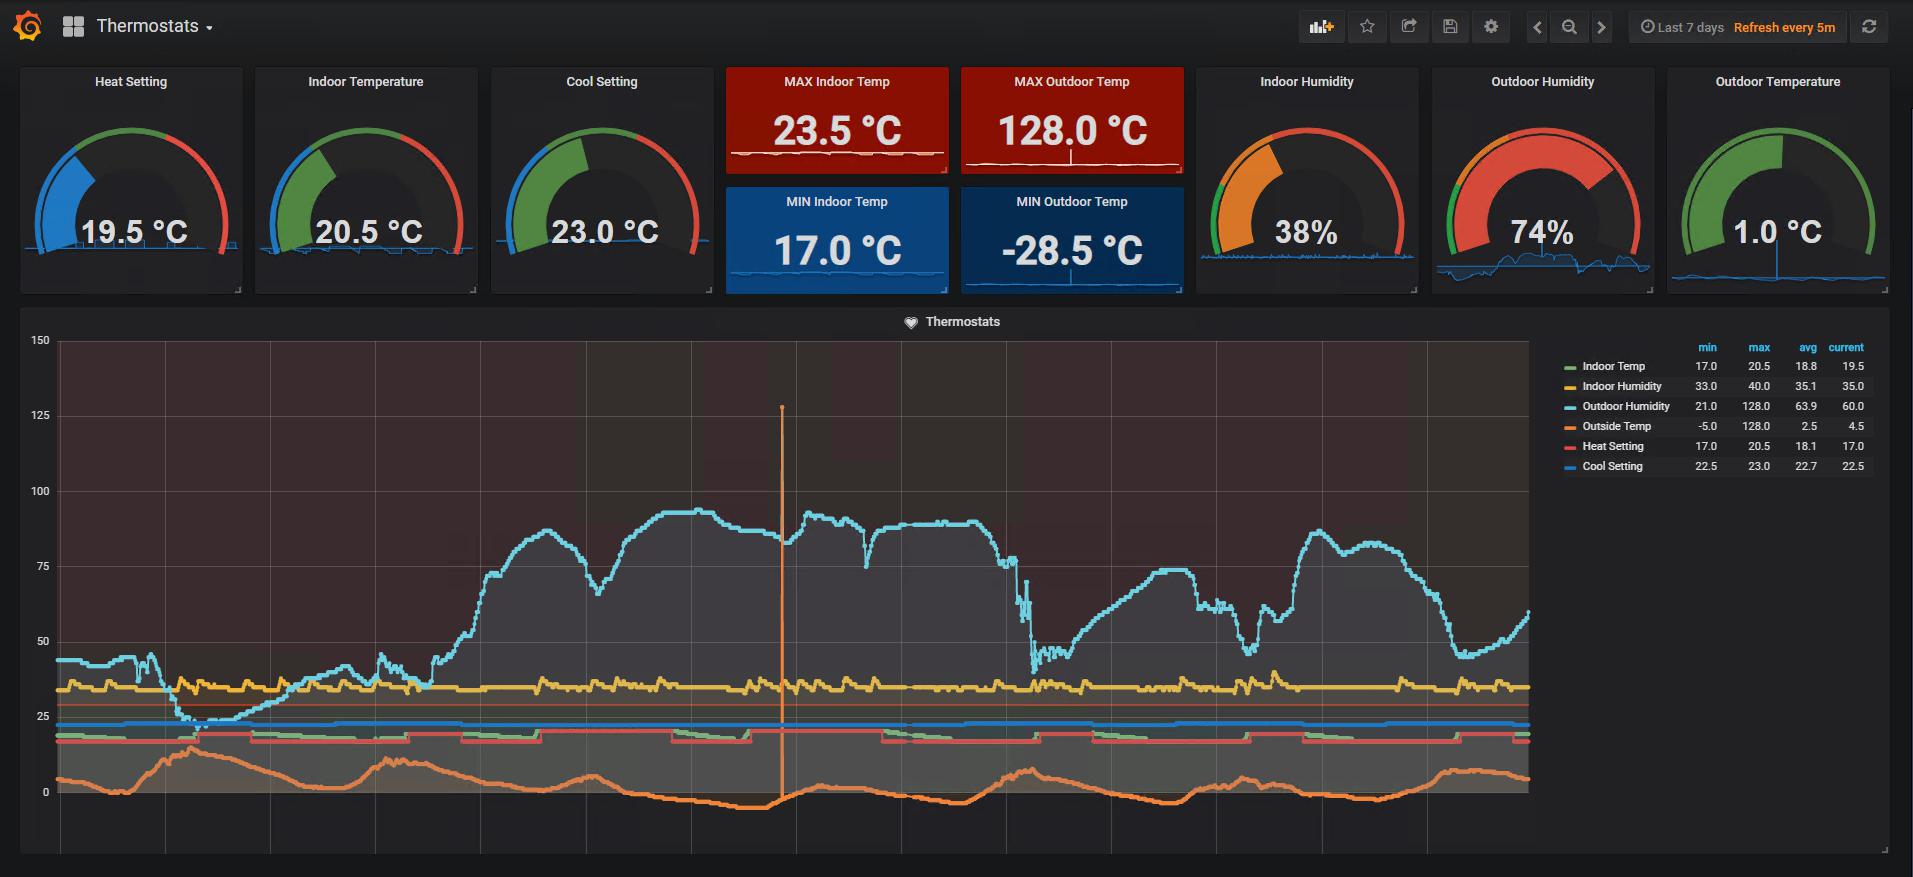 Thermostats
Last 7 days Refresh every 5m
Heat Setting
19.5 °C
Indoor Temperature
20.5 °C
Cool Setting
23.0 °C
MAX Indoor Temp
23.5 °C
MIN Indoor Temp
17.0 °C
MAX Outdoor Temp
128.0 °C
MIN Outdoor Temp
-28.5 °C
Indoor Humidity
38%
Outdoor Humidity
74%
Outdoor Temperature
1.0 °C
Thermostats
150
125
100
75
50
25
0
min max avg current
Indoor Temp 17.0 20.5 18.8 19.5
Indoor Humidity 33.0 40.0 35.1 35.0
Outdoor Humidity 21.0 128.0 63.9 60.0
Outside Temp -5.0 128.0 2.5 4.5
Heat Setting 17.0 20.5 18.1 17.0
Cool Setting 22.5 23.0 22.7 22.5